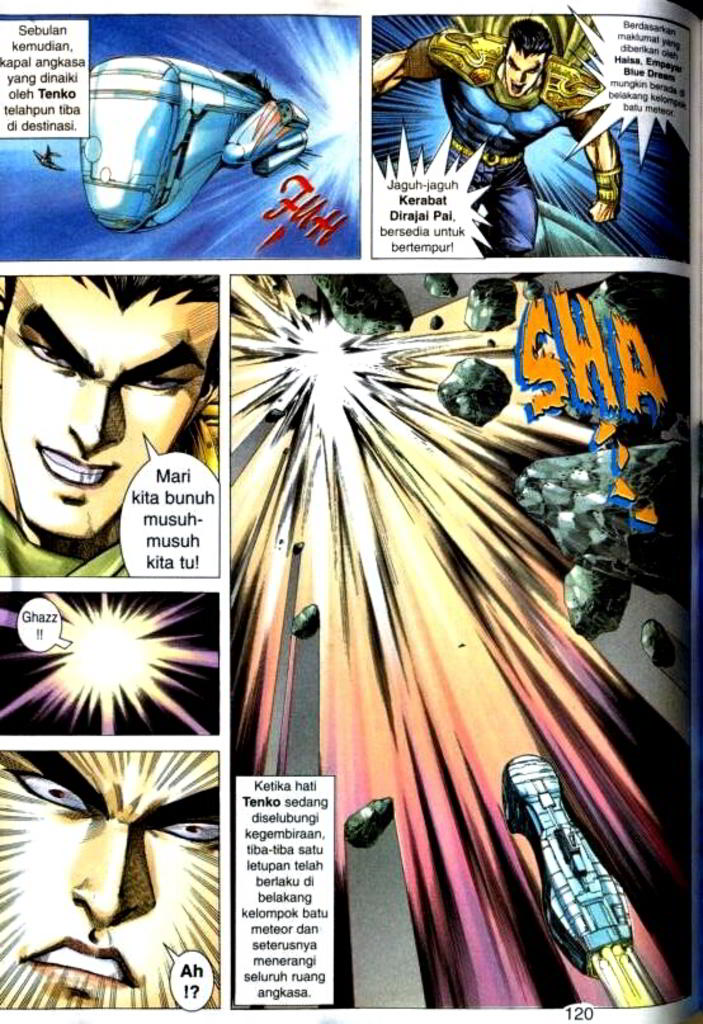 Sebulan
kemudian,
kapal angkasa
yang dinaiki
oleh Tenko
telahpun tiba
di destinasi.
Berdasarkan
maklumat yang
diberikan oleh
Haisa, Empayer
Blue Dream
mungkin berada di
belakang kelompok
batu meteor.
Jaguh-jaguh
Kerabat
Dirajai Pai,
bersedia untuk
bertempur!
Mari
kita bunuh
musuh-
musuh
kita tu!
SHA
Ghazz
!!
Ah
!?
Ketika hati
Tenko sedang
diselubungi
kegembiraan,
tiba-tiba satu
letupan telah
berlaku di
belakang
kelompok batu
meteor dan
seterusnya
menerangi
seluruh ruang
angkasa.
120